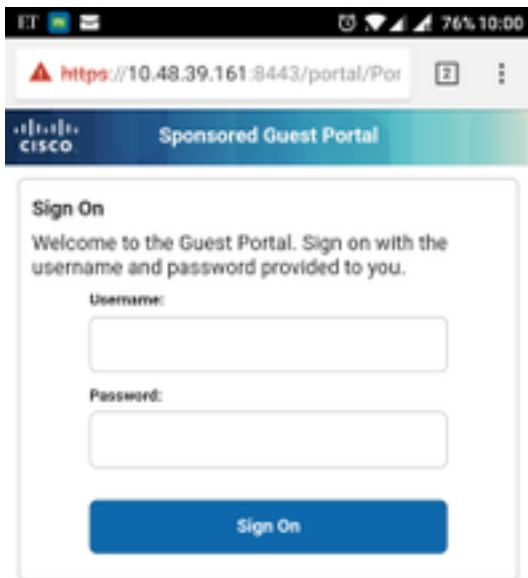 76% 10:00
https://10.48.39.161:8443/portal/Por
2
CISCO
Sponsored Guest Portal
Sign On
Welcome to the Guest Portal. Sign on with the
username and password provided to you.
Username:
Password:
Sign On